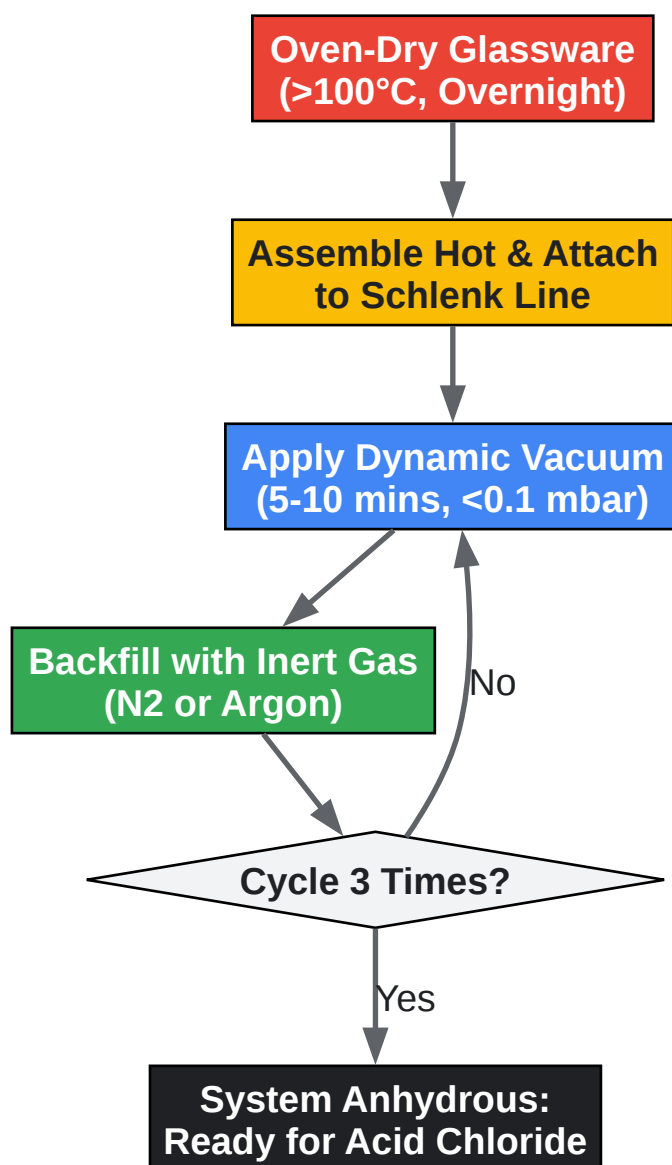 Oven-Dry Glassware
(>100°C, Overnight)
Assemble Hot & Attach
to Schlenk Line
Apply Dynamic Vacuum
(5-10 mins, <0.1 mbar)
Backfill with Inert Gas
(N2 or Argon)
No
Cycle 3 Times?
Yes
System Anhydrous:
Ready for Acid Chloride